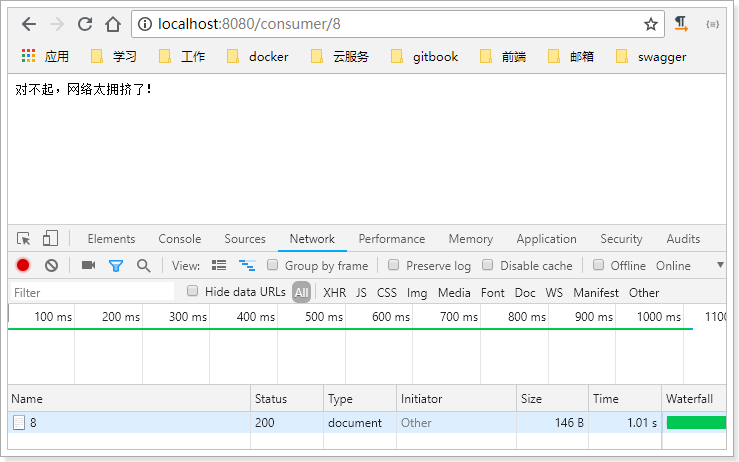 localhost:8080/consumer/8
应用 学习 工作 docker 云服务 gitbook 前端 邮箱 swagger
对不起，网络太拥挤了！
Elements Console Sources Network Performance Memory Application Security Audits
View: Group by frame Preserve log Disable cache Offline Online
Filter Hide data URLs All XHR JS CSS Img Media Font Doc WS Manifest Other
100 ms 200 ms 300 ms 400 ms 500 ms 600 ms 700 ms 800 ms 900 ms 1000 ms 1100
Name Status Type Initiator Size Time Waterfall
8 200 document Other 146 B 1.01 s